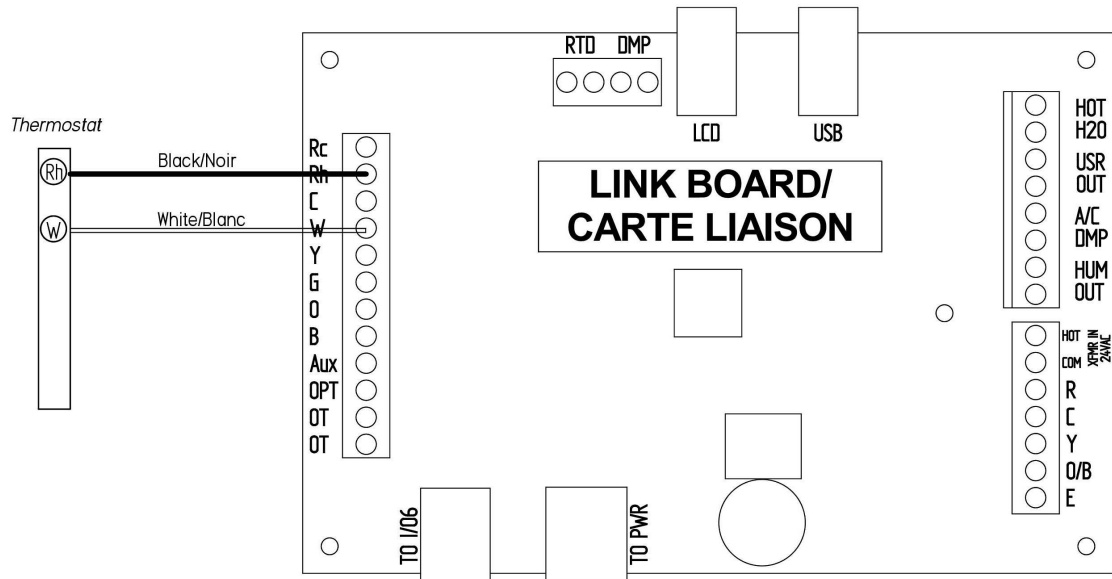 RTD DMP
LCD
USB
Thermostat
Rh
W
Black/Noir
White/Blanc
Rc
Rh
C
W
Y
G
O
B
Aux
OPT
OT
OT
LINK BOARD/
CARTE LIAISON
HOT
H20
USR
OUT
A/C
DMP
HUM
OUT
HOT
COM
XFMR IN
24VAC
R
C
Y
O/B
E
TO I/O6
TO PWR